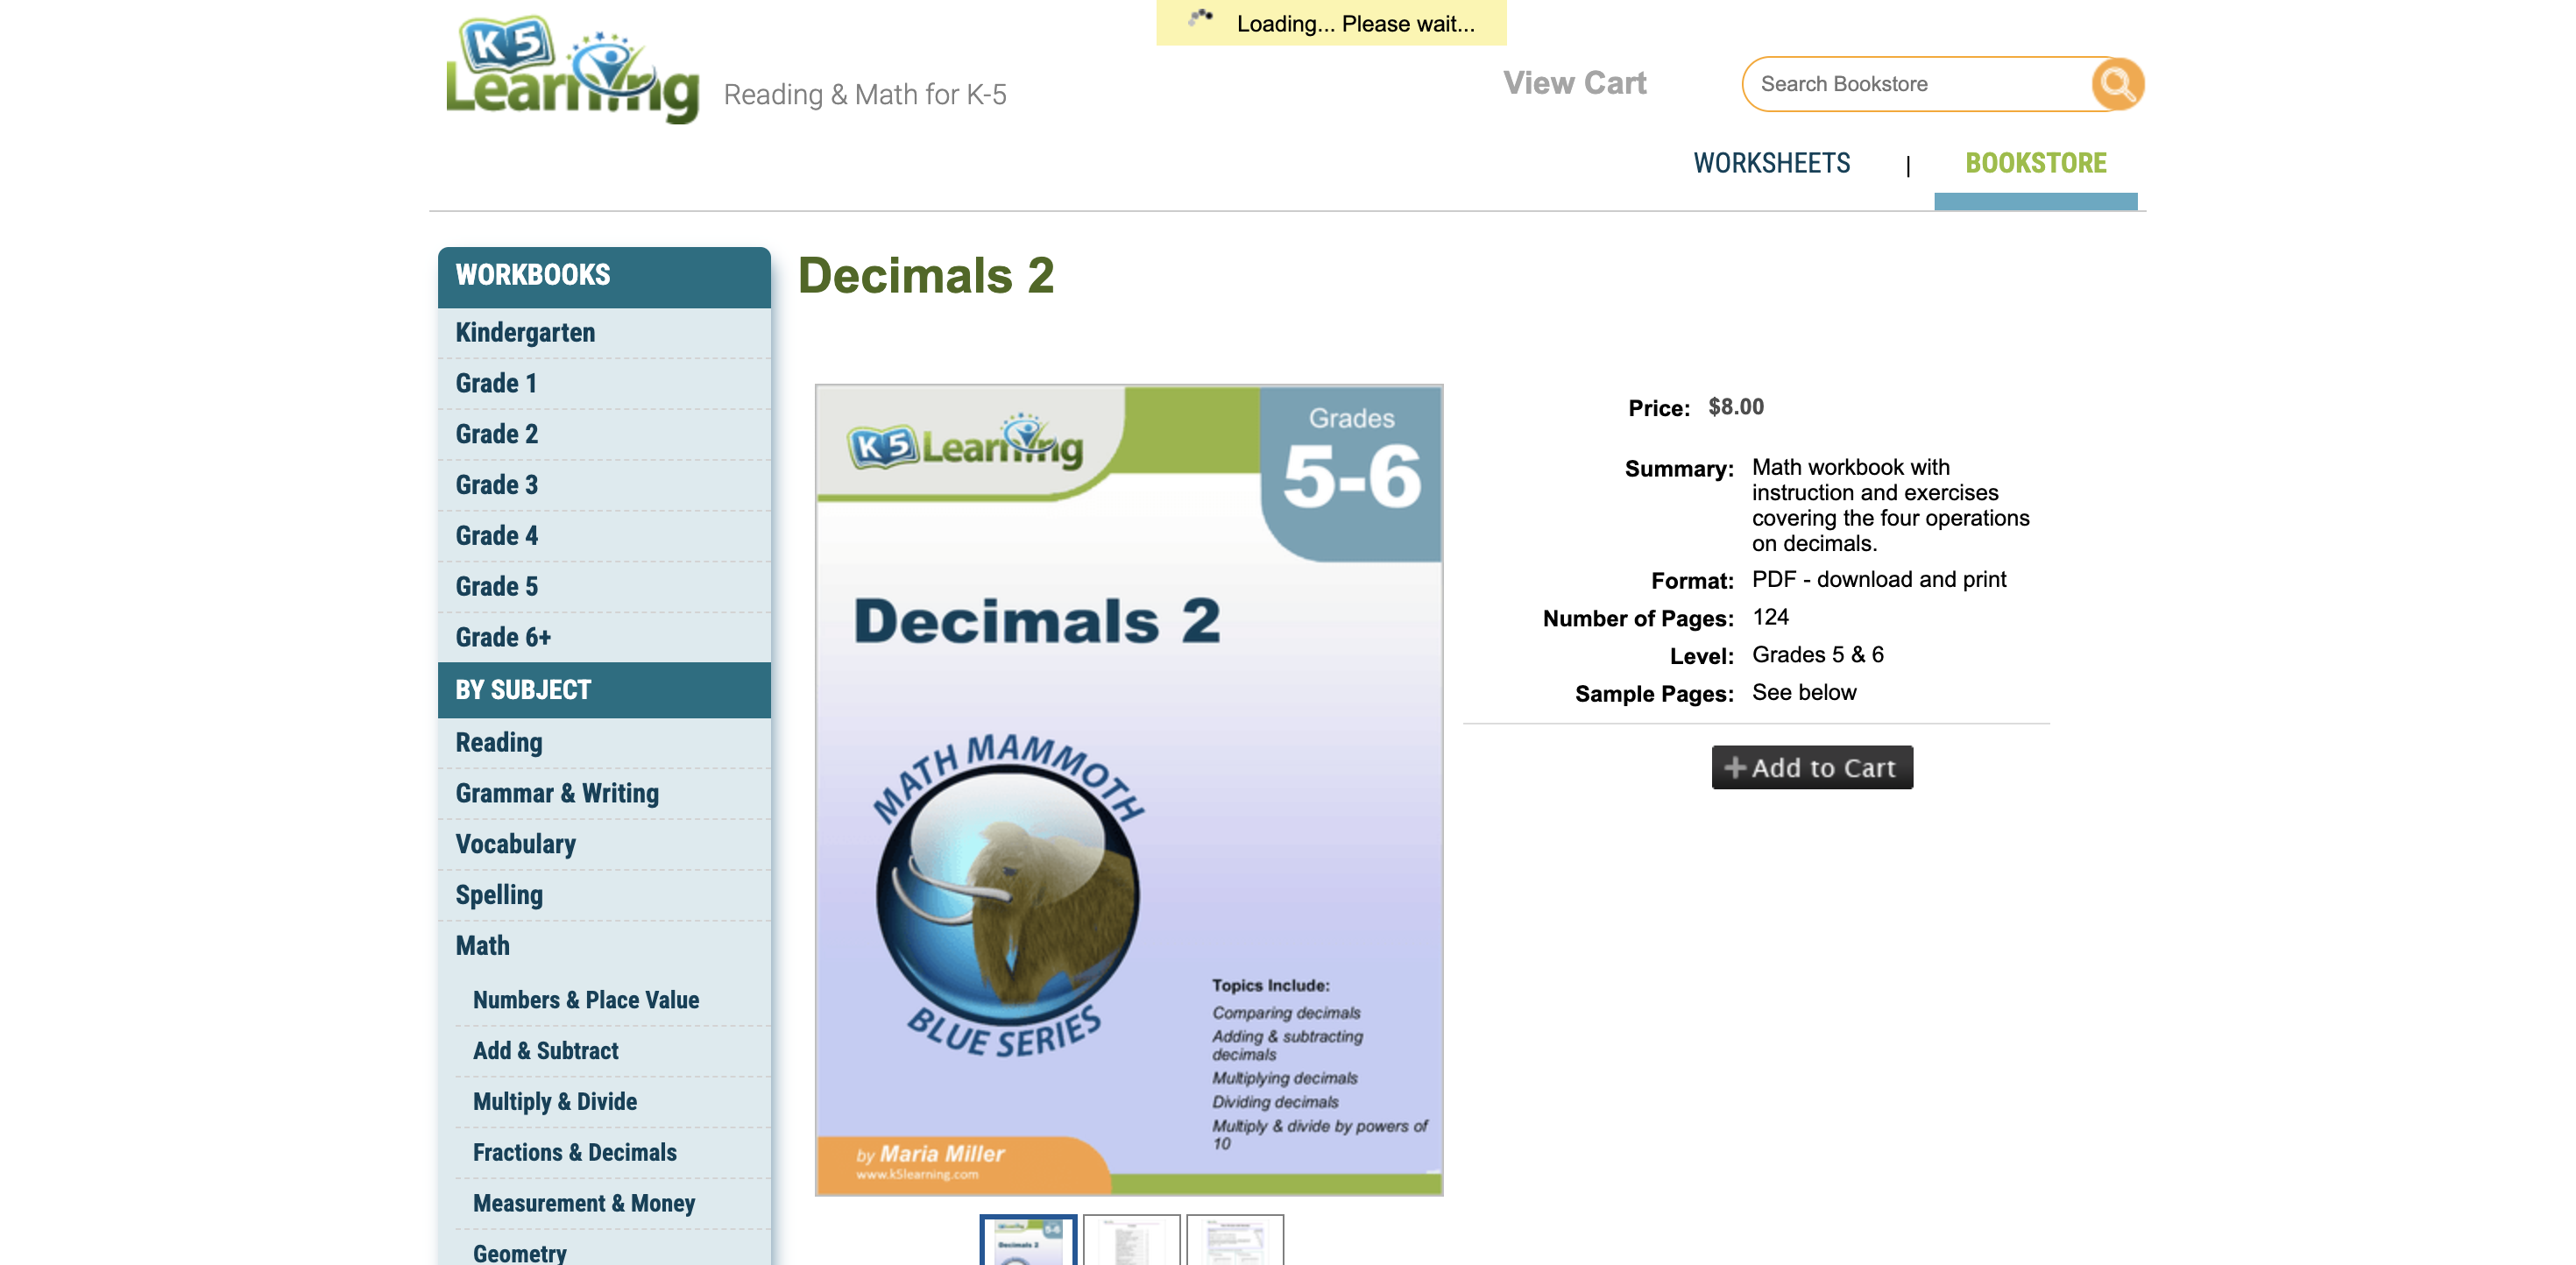 Loading... Please wait...
K5
Learning
Reading & Math for K-5
View Cart
Search Bookstore
WORKSHEETS
|
BOOKSTORE
WORKBOOKS
Kindergarten
Grade 1
Grade 2
Grade 3
Grade 4
Grade 5
Grade 6+
BY SUBJECT
Reading
Grammar & Writing
Vocabulary
Spelling
Math
Numbers & Place Value
Add & Subtract
Multiply & Divide
Fractions & Decimals
Measurement & Money
Geometry
Decimals 2
K5 Learning
Grades
5-6
Decimals 2
MATH MAMMOTH
BLUE SERIES
Topics Include:
Comparing decimals
Adding & subtracting
decimals
Multiplying decimals
Dividing decimals
Multiply & divide by powers of
10
by Maria Miller
www.k5learning.com
Decimals 2
Price: $8.00
Summary: Math workbook with
instruction and exercises
covering the four operations
on decimals.
Format: PDF - download and print
Number of Pages: 124
Level: Grades 5 & 6
Sample Pages: See below
Add to Cart